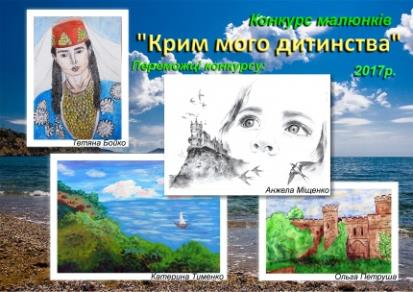 Конкурс малюнків
"Крим мого дитинства"
Переможці конкурсу
2017р.
Тетяна Бойко
Анжела Міщенко
Катерина Тименко
Ольга Петруша